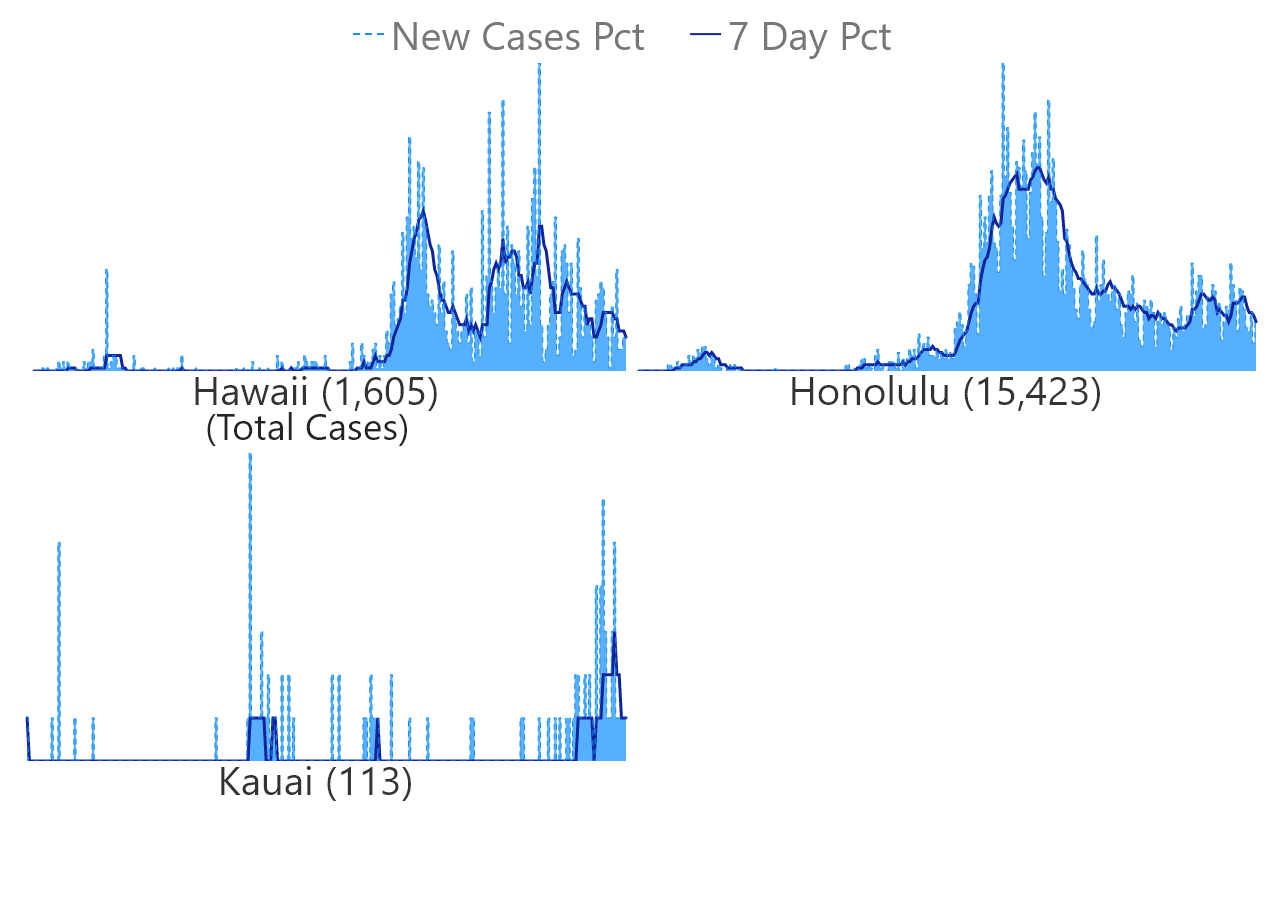 New Cases Pct 7 Day Pct
Hawaii (1,605)
(Total Cases)
Honolulu (15,423)
Kauai (113)